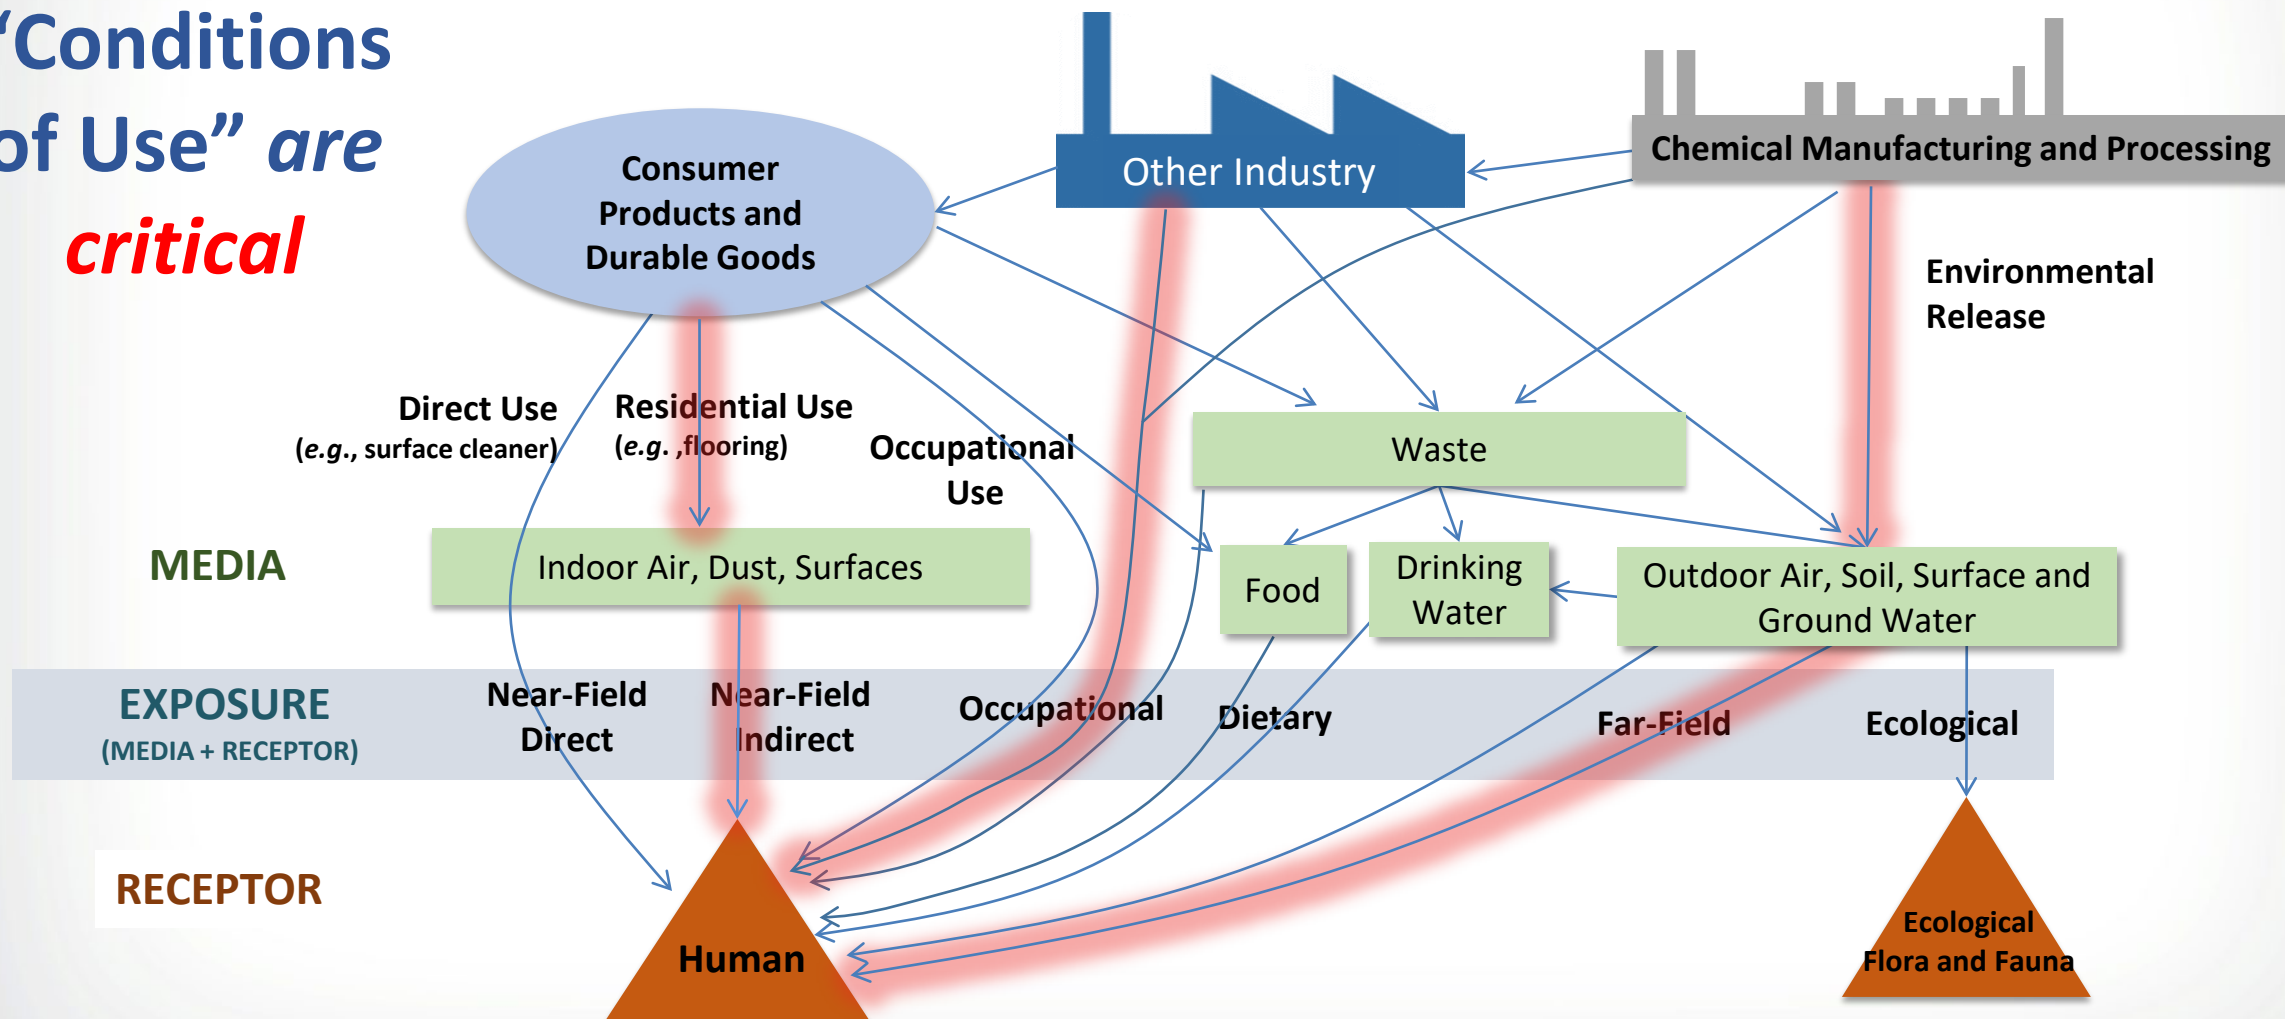 “Conditions
of Use” are
critical
Consumer
Products and
Durable Goods
Other Industry
Chemical Manufacturing and Processing
Environmental
Release
Direct Use
(e.g., surface cleaner)
Residential Use
(e.g. ,flooring)
Occupational
Use
Waste
MEDIA
Indoor Air, Dust, Surfaces
Food
Drinking
Water
Outdoor Air, Soil, Surface and
Ground Water
EXPOSURE
(MEDIA + RECEPTOR)
Near-Field
Direct
Near-Field
Indirect
Occupational
Dietary
Far-Field
Ecological
RECEPTOR
Human
Ecological
Flora and Fauna